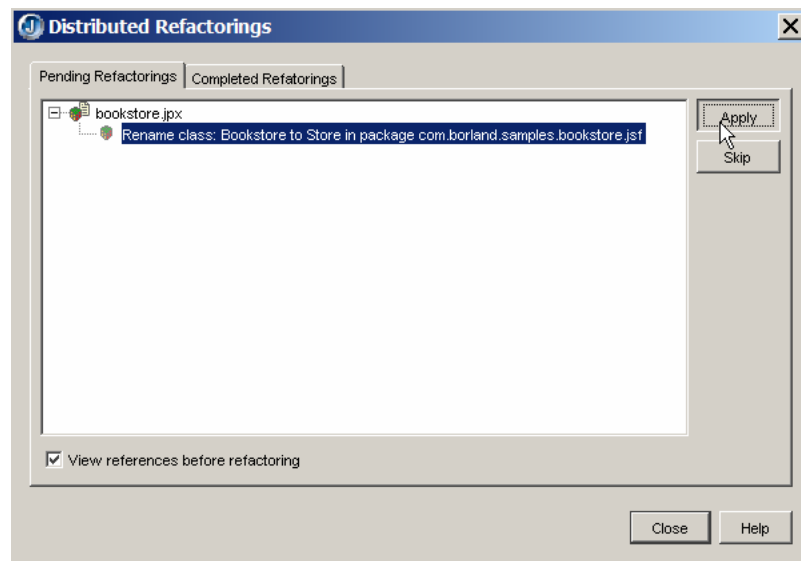 Distributed Refactorings
Pending Refactorings
Completed Refatorings
bookstore.jpx
Rename class: Bookstore to Store in package com.borland.samples.bookstore.jsf
Apply
Skip
View references before refactoring
Close
Help